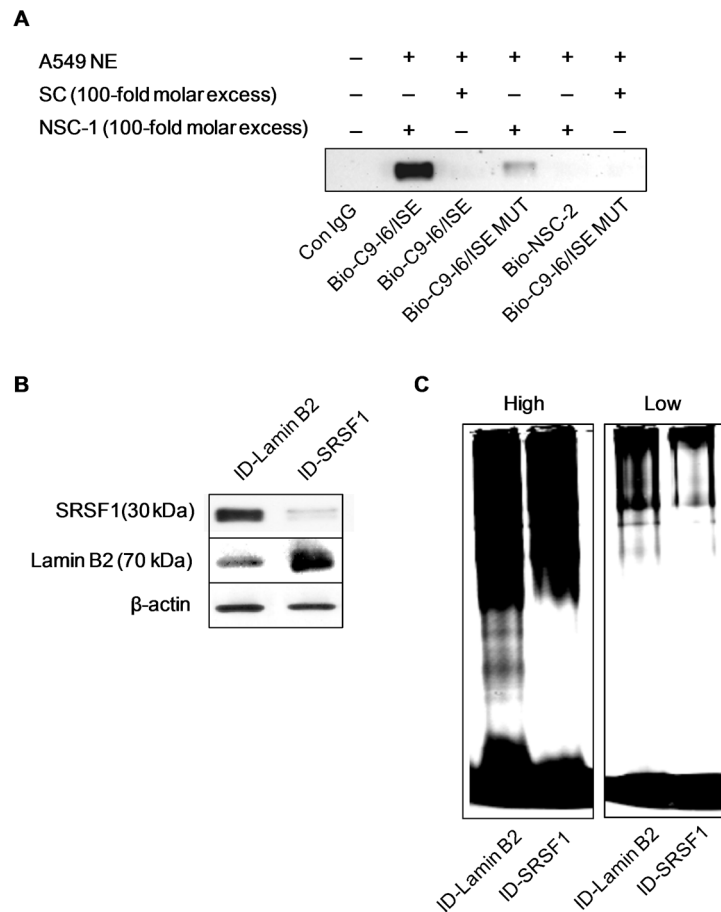 A
A549 NE – + + + + +
SC (100-fold molar excess) – – + – – +
NSC-1 (100-fold molar excess) – + – + + –
Con IgG
Bio-C9-I6/ISE
Bio-C9-I6/ISE
Bio-C9-I6/ISE MUT
Bio-NSC-2
Bio-C9-I6/ISE MUT
B
ID-Lamin B2
ID-SRSF1
SRSF1(30 kDa)
Lamin B2 (70 kDa)
β-actin
C
High
Low
ID-Lamin B2
ID-SRSF1
ID-Lamin B2
ID-SRSF1